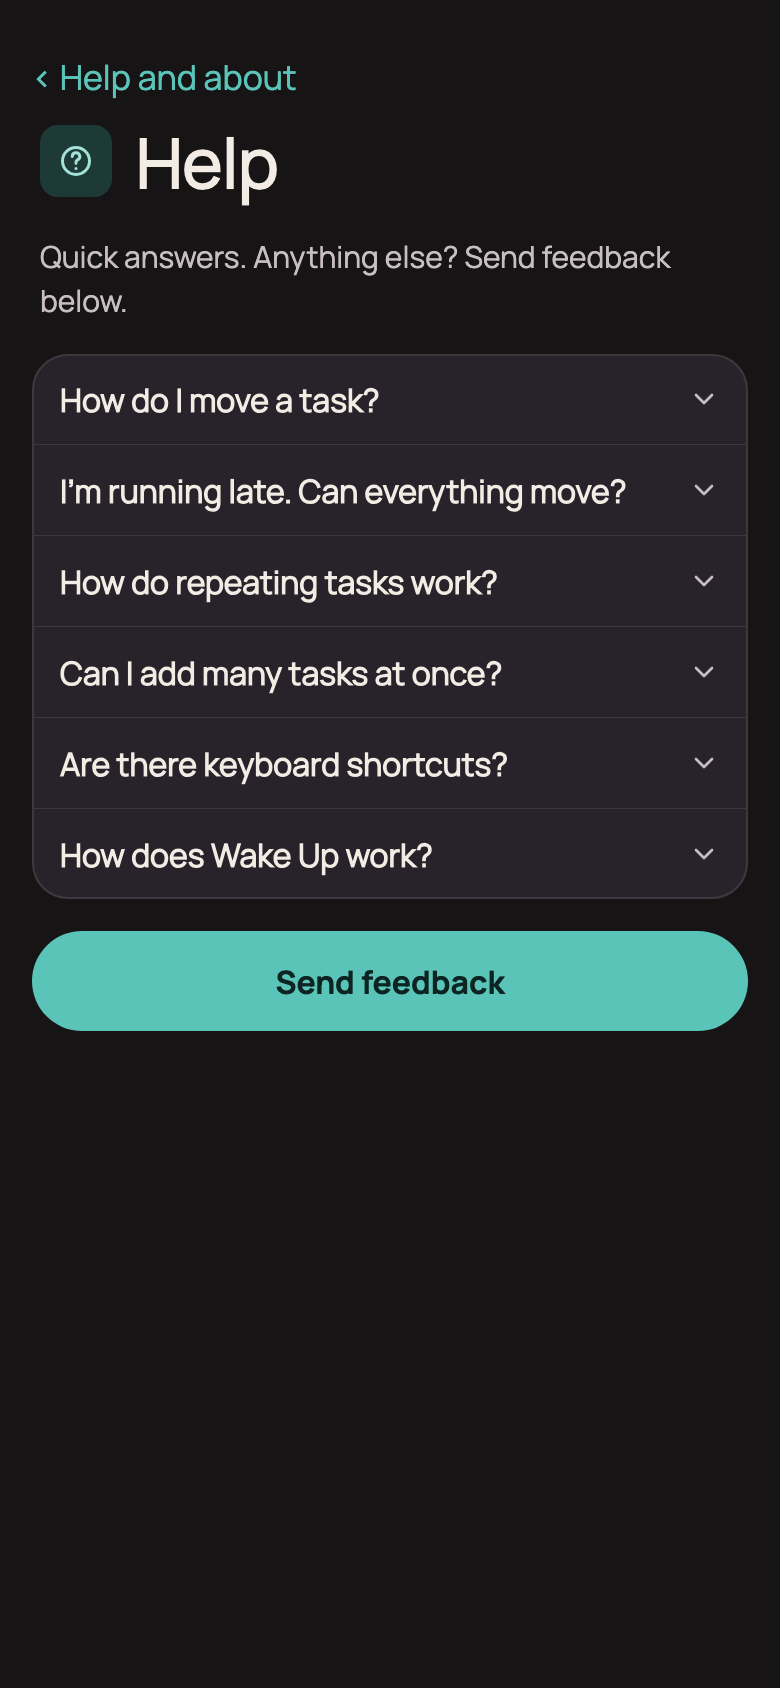 Help and about
Help
Quick answers. Anything else? Send feedback
below.
How do I move a task?
I'm running late. Can everything move?
How do repeating tasks work?
Can I add many tasks at once?
Are there keyboard shortcuts?
How does Wake Up work?
Send feedback